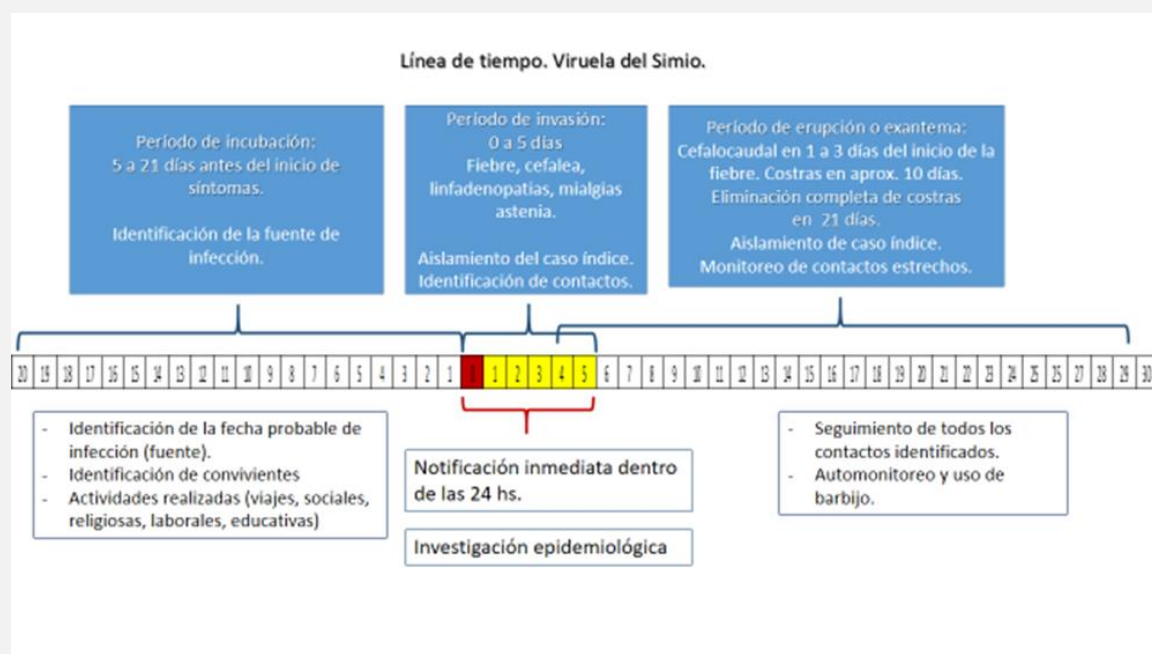 Línea de tiempo. Viruela del Simio.
Período de incubación:
5 a 21 días antes del inicio de
síntomas.
Identificación de la fuente de
infección.
Período de invasión:
0 a 5 días
Fiebre, cefalea,
linfadenopatías, mialgias
astenia.
Aislamiento del caso índice.
Identificación de contactos.
Período de erupción o exantema:
Cefalocaudal en 1 a 3 días del inicio de la
fiebre. Costras en aprox. 10 días.
Eliminación completa de costras
en 21 días.
Aislamiento de caso índice.
Monitoreo de contactos estrechos.
20 19 18 17 16 15 14 13 12 11 10 9 8 7 6 5 4 3 2 1 0 1 2 3 4 5 6 7 8 9 10 11 12 13 14 15 16 17 18 19 20 21 22 23 24 25 25 27 28 29 30
- Identificación de la fecha probable de
infección (fuente).
- Identificación de convivientes
- Actividades realizadas (viajes, sociales,
religiosas, laborales, educativas)
Notificación inmediata dentro
de las 24 hs.
Investigación epidemiológica
- Seguimiento de todos los
contactos identificados.
- Automonitoreo y uso de
barbijo.